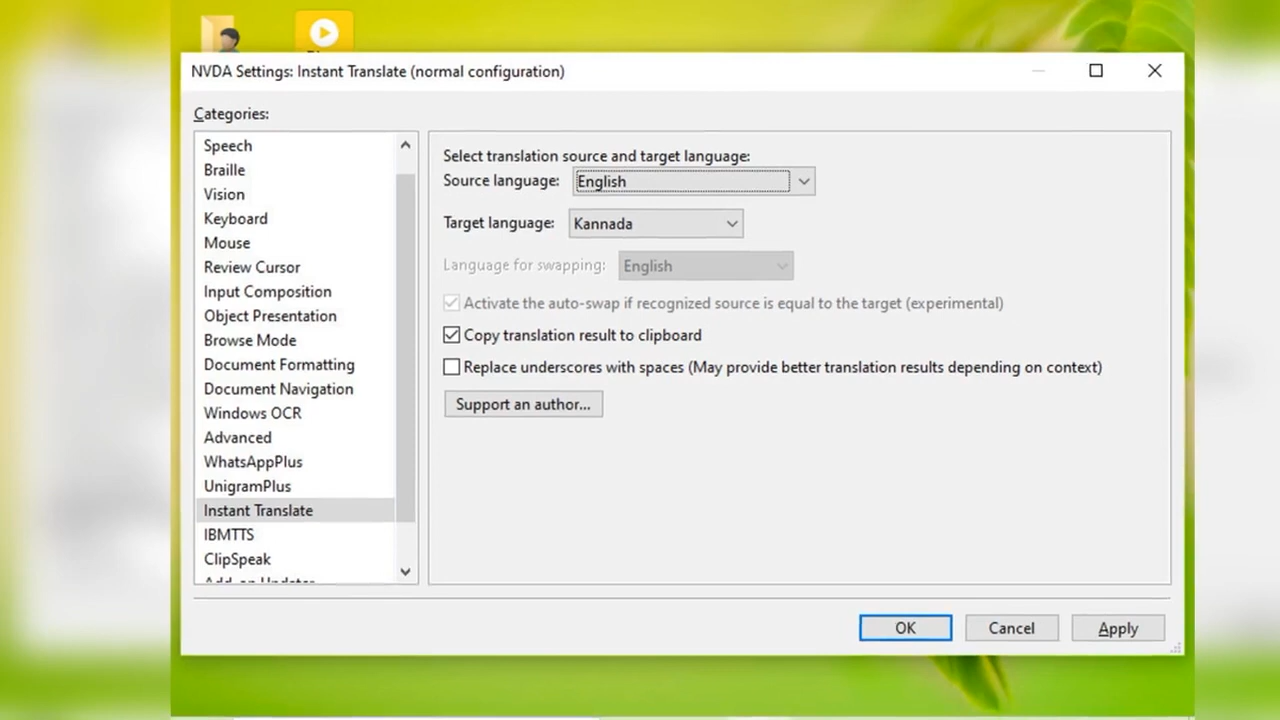 NVDA Settings: Instant Translate (normal configuration)
Categories:
Speech
Braille
Vision
Keyboard
Mouse
Review Cursor
Input Composition
Object Presentation
Browse Mode
Document Formatting
Document Navigation
Windows OCR
Advanced
WhatsAppPlus
UnigramPlus
Instant Translate
IBMTTS
ClipSpeak
Select translation source and target language:
Source language: English
Target language: Kannada
Language for swapping: English
Activate the auto-swap if recognized source is equal to the target (experimental)
Copy translation result to clipboard
Replace underscores with spaces (May provide better translation results depending on context)
Support an author...
OK Cancel Apply